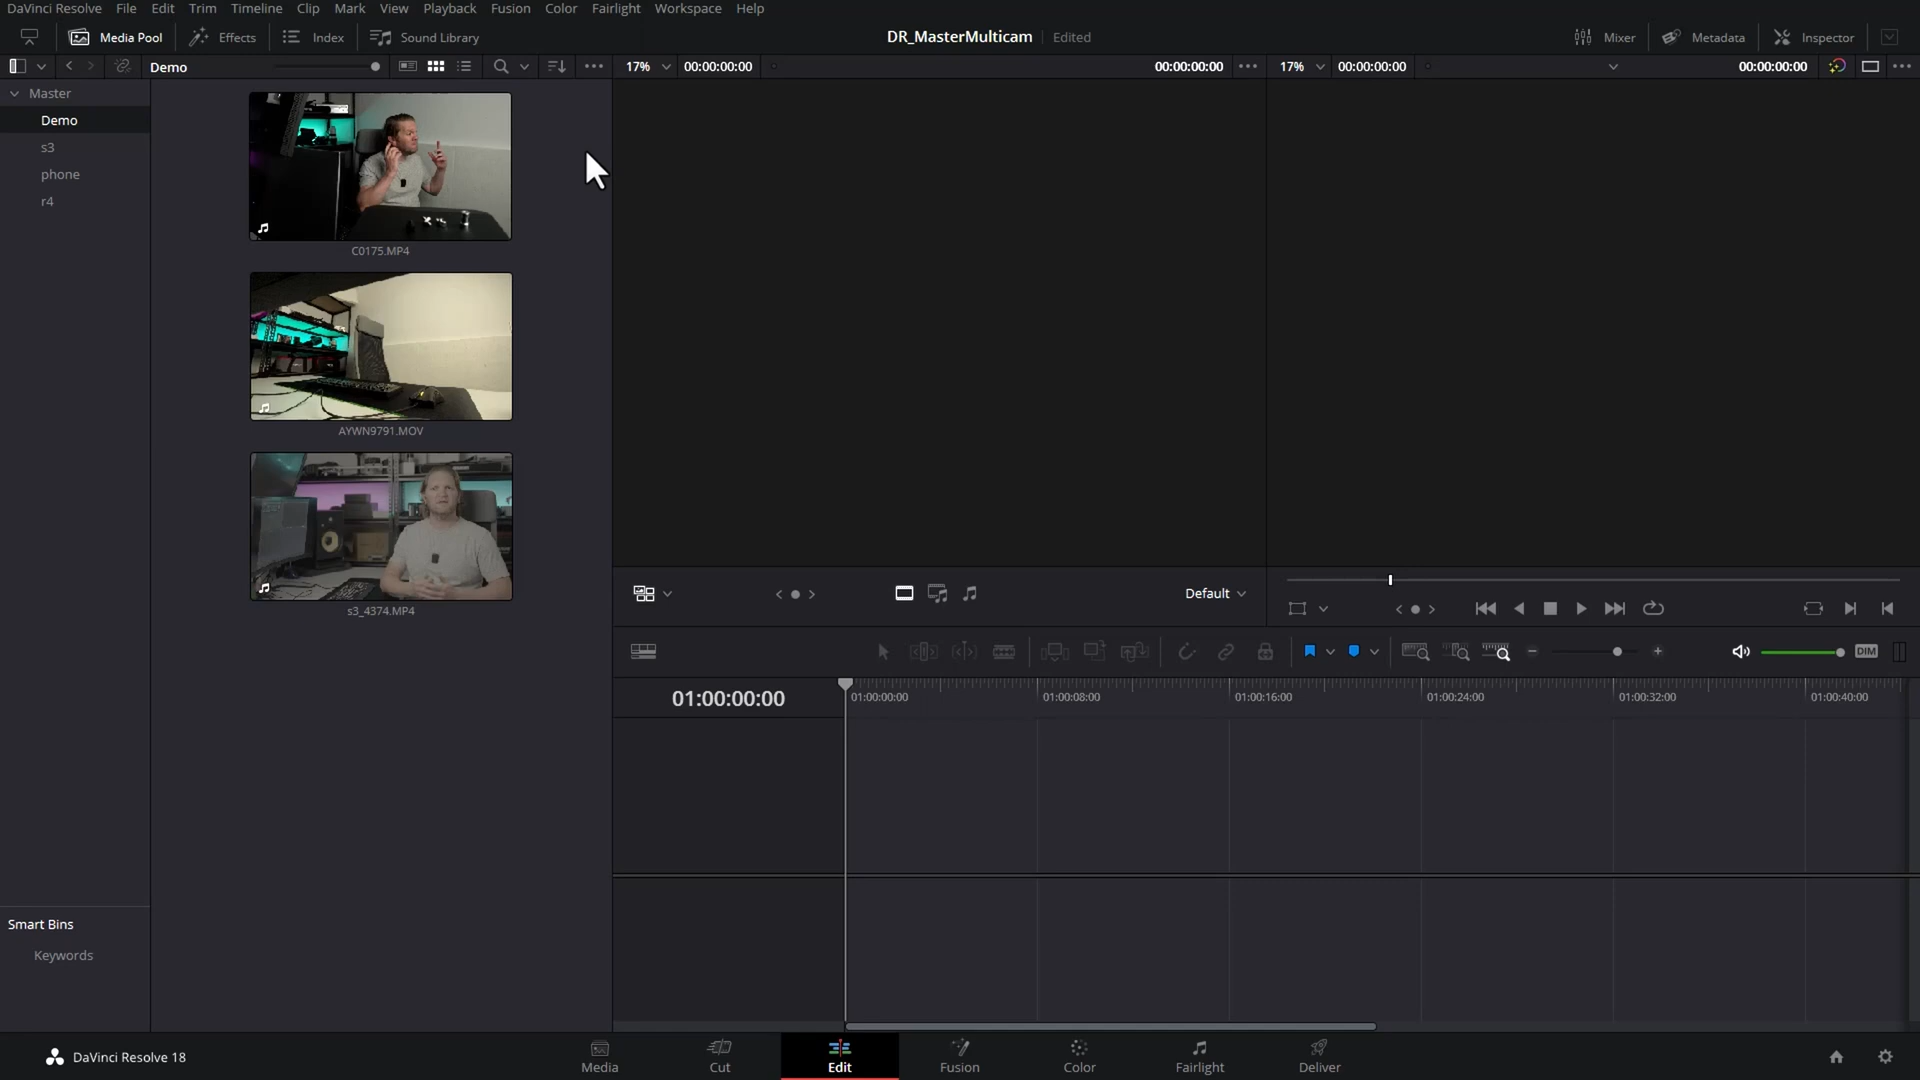 DaVinci Resolve File Edit Trim Timeline Clip Mark View Playback Fusion Color Fairlight Workspace Help
Media Pool Effects Index Sound Library DR_MasterMulticam Edited Mixer Metadata Inspector
Demo 17% 00:00:00:00 00:00:00:00 17% 00:00:00:00 00:00:00:00
Master
Demo
s3
phone
r4
C0175.MP4
AYWN9791.MOV
s3_4374.MP4
Default
DIM
01:00:00:00 01:00:00:00 01:00:08:00 01:00:16:00 01:00:24:00 01:00:32:00 01:00:40:00
Smart Bins
Keywords
DaVinci Resolve 18 Media Cut Edit Fusion Color Fairlight Deliver